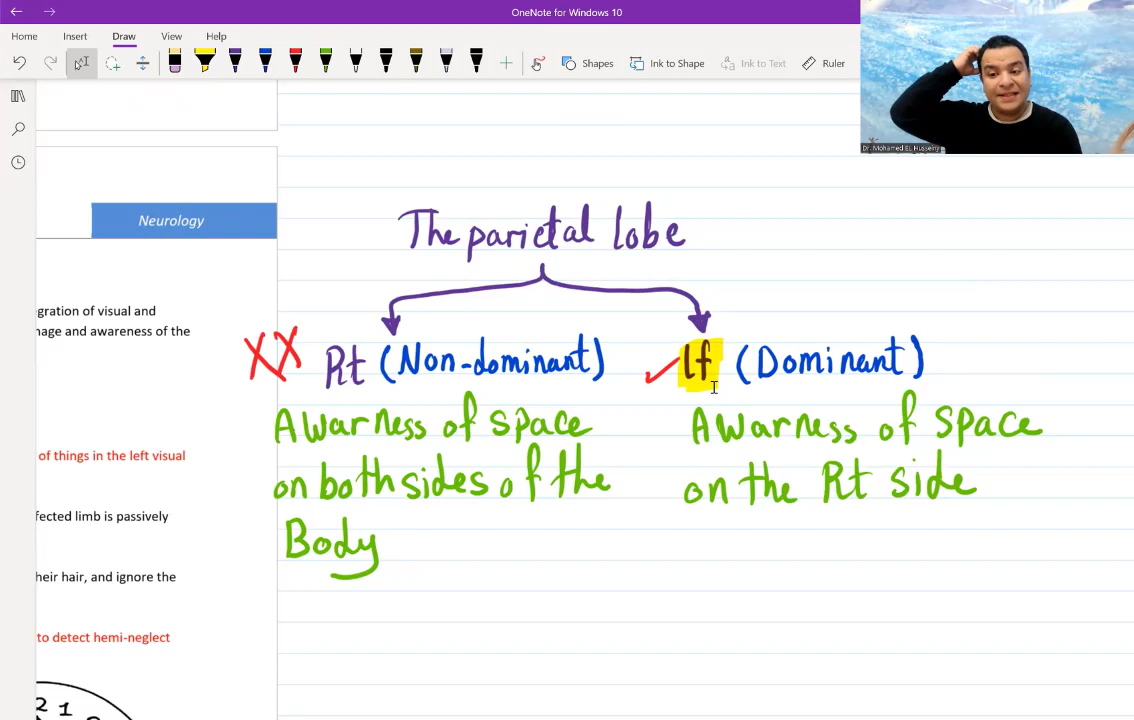 OneNote for Windows 10
Home Insert Draw View Help
Shapes Ink to Shape Ink to Text Ruler
Dr. Mohamed EL Husseiny
Neurology
gration of visual and
nage and awareness of the
of things in the left visual
ffected limb is passively
heir hair, and ignore the
to detect hemi-neglect
2 1
The parietal lobe
XX Rt (Non-dominant) lf (Dominant)
Awarness of space
on both sides of the
Body
Awarness of space
on the Rt side